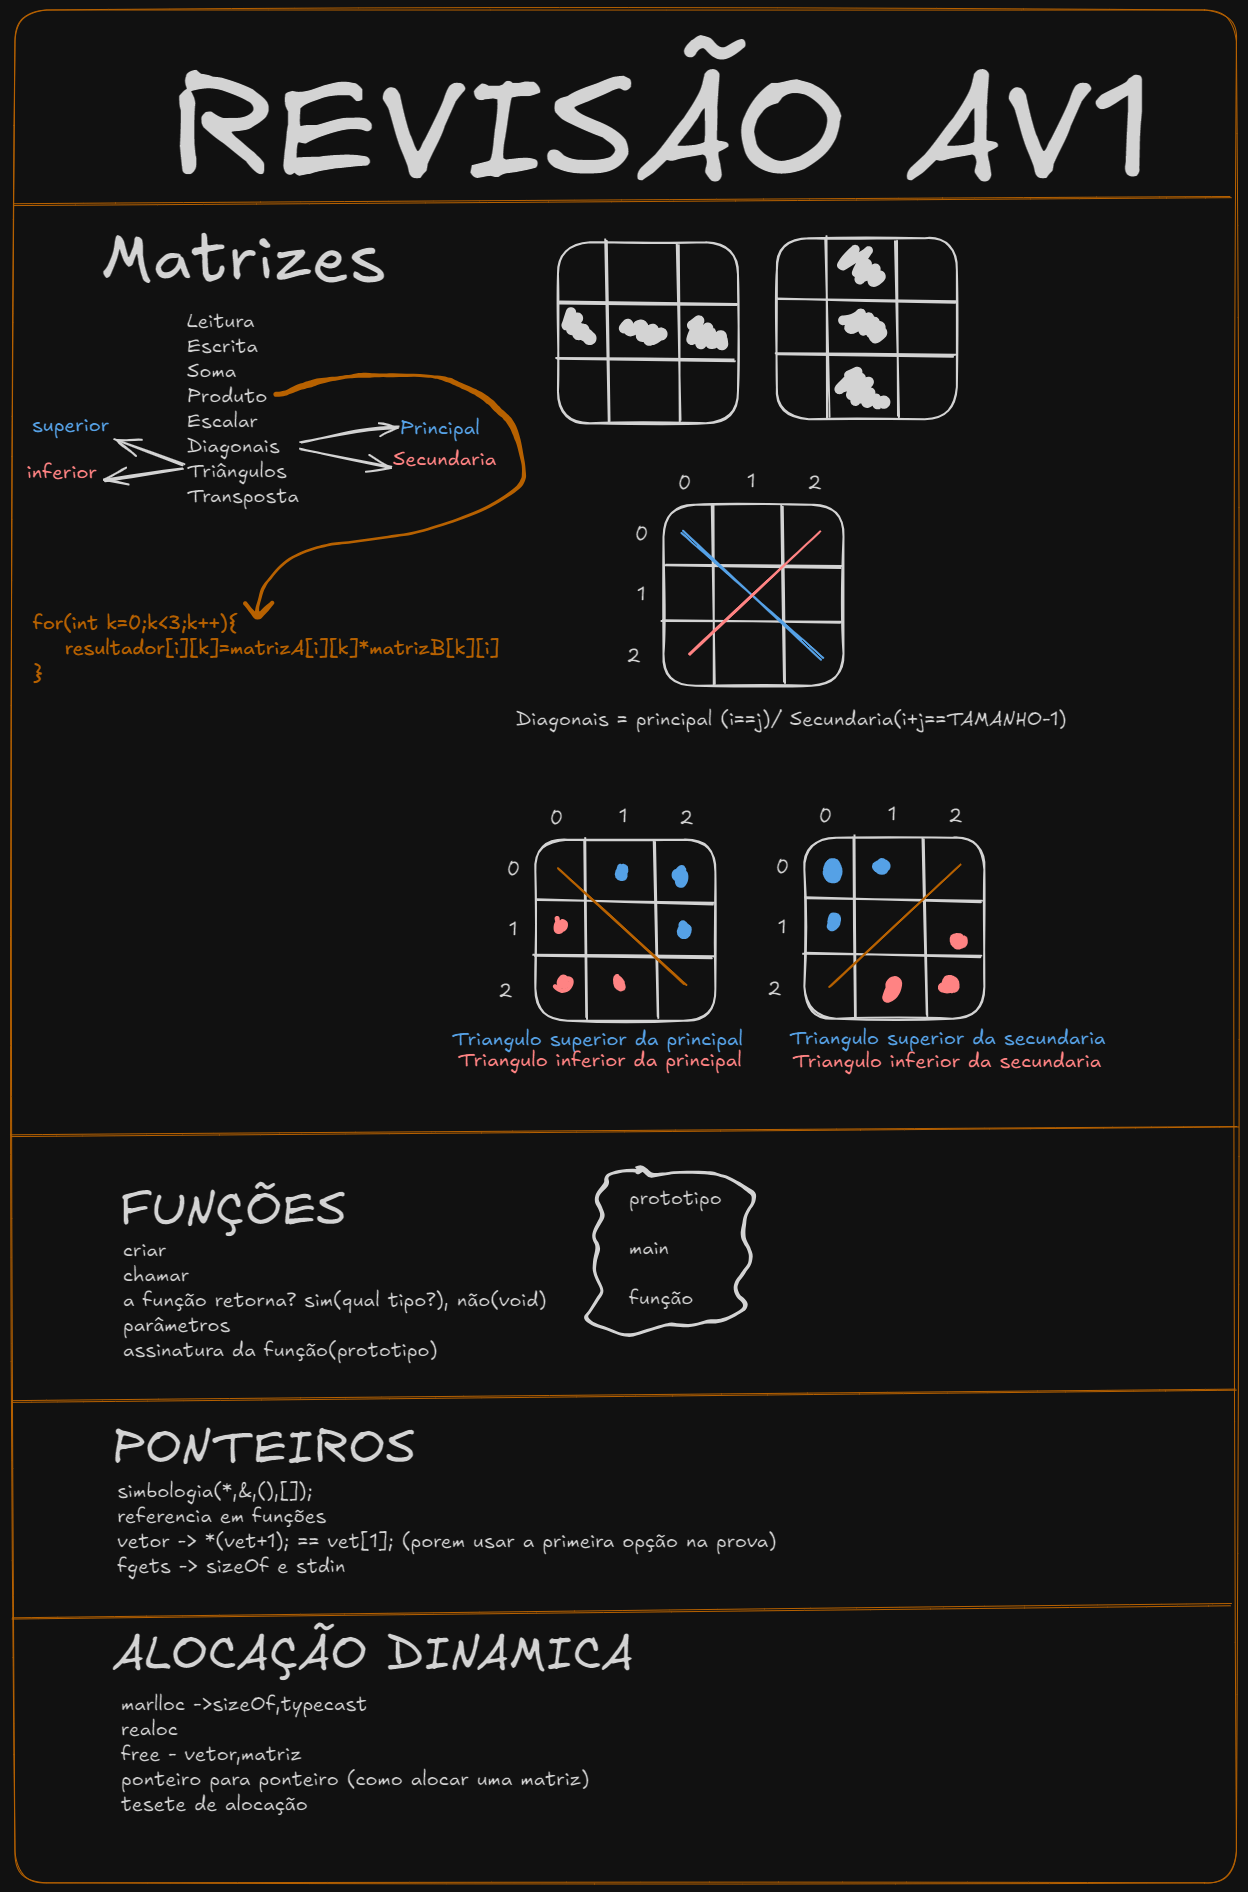 REVISÃO AV1
Matrizes
Leitura
Escrita
Soma
Produto
Escalar
Diagonais
Triângulos
Transposta
superior
inferior
Principal
Secundaria
for(int k=0;k<3;k++){
resultador[i][k]=matrizA[i][k]*matrizB[k][i]
}
0 1 2
0
1
2
Diagonais = principal (i==j)/ Secundaria(i+j==TAMANHO-1)
0 1 2
0
1
2
Triangulo superior da principal
Triangulo inferior da principal
0 1 2
0
1
2
Triangulo superior da secundaria
Triangulo inferior da secundaria
FUNÇÕES
criar
chamar
a função retorna? sim(qual tipo?), não(void)
parâmetros
assinatura da função(prototipo)
prototipo
main
função
PONTEIROS
simbologia(*,&,(),[]);
referencia em funções
vetor -> *(vet+1); == vet[1]; (porem usar a primeira opção na prova)
fgets -> sizeOf e stdin
ALOCAÇÃO DINAMICA
marlloc ->sizeOf,typecast
realoc
free - vetor,matriz
ponteiro para ponteiro (como alocar uma matriz)
tesete de alocação